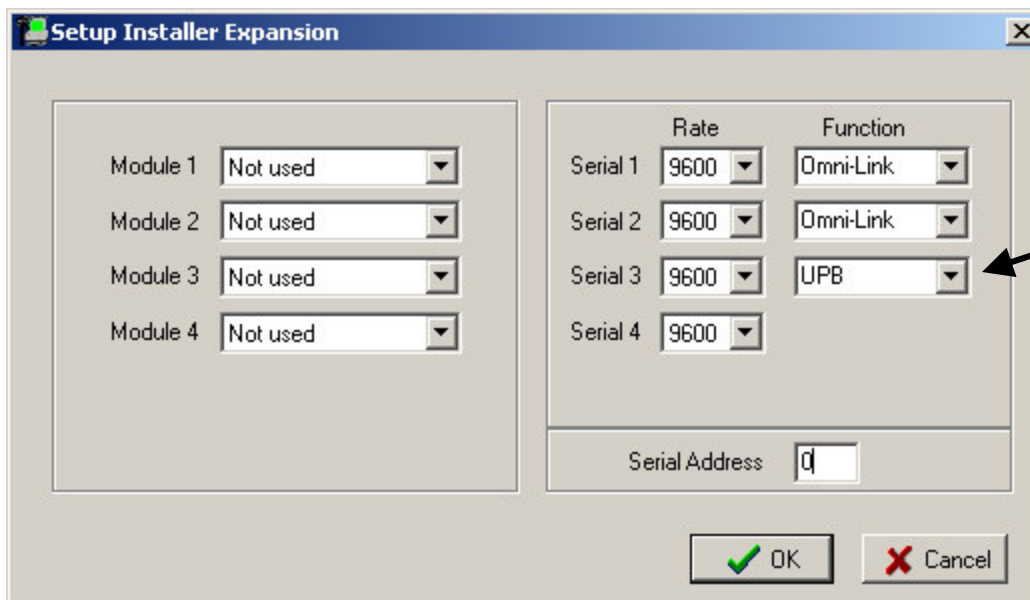 Setup Installer Expansion
Module 1 Not used
Module 2 Not used
Module 3 Not used
Module 4 Not used
Rate Function
Serial 1 9600 Omni-Link
Serial 2 9600 Omni-Link
Serial 3 9600 UPB
Serial 4 9600
Serial Address 0
OK Cancel